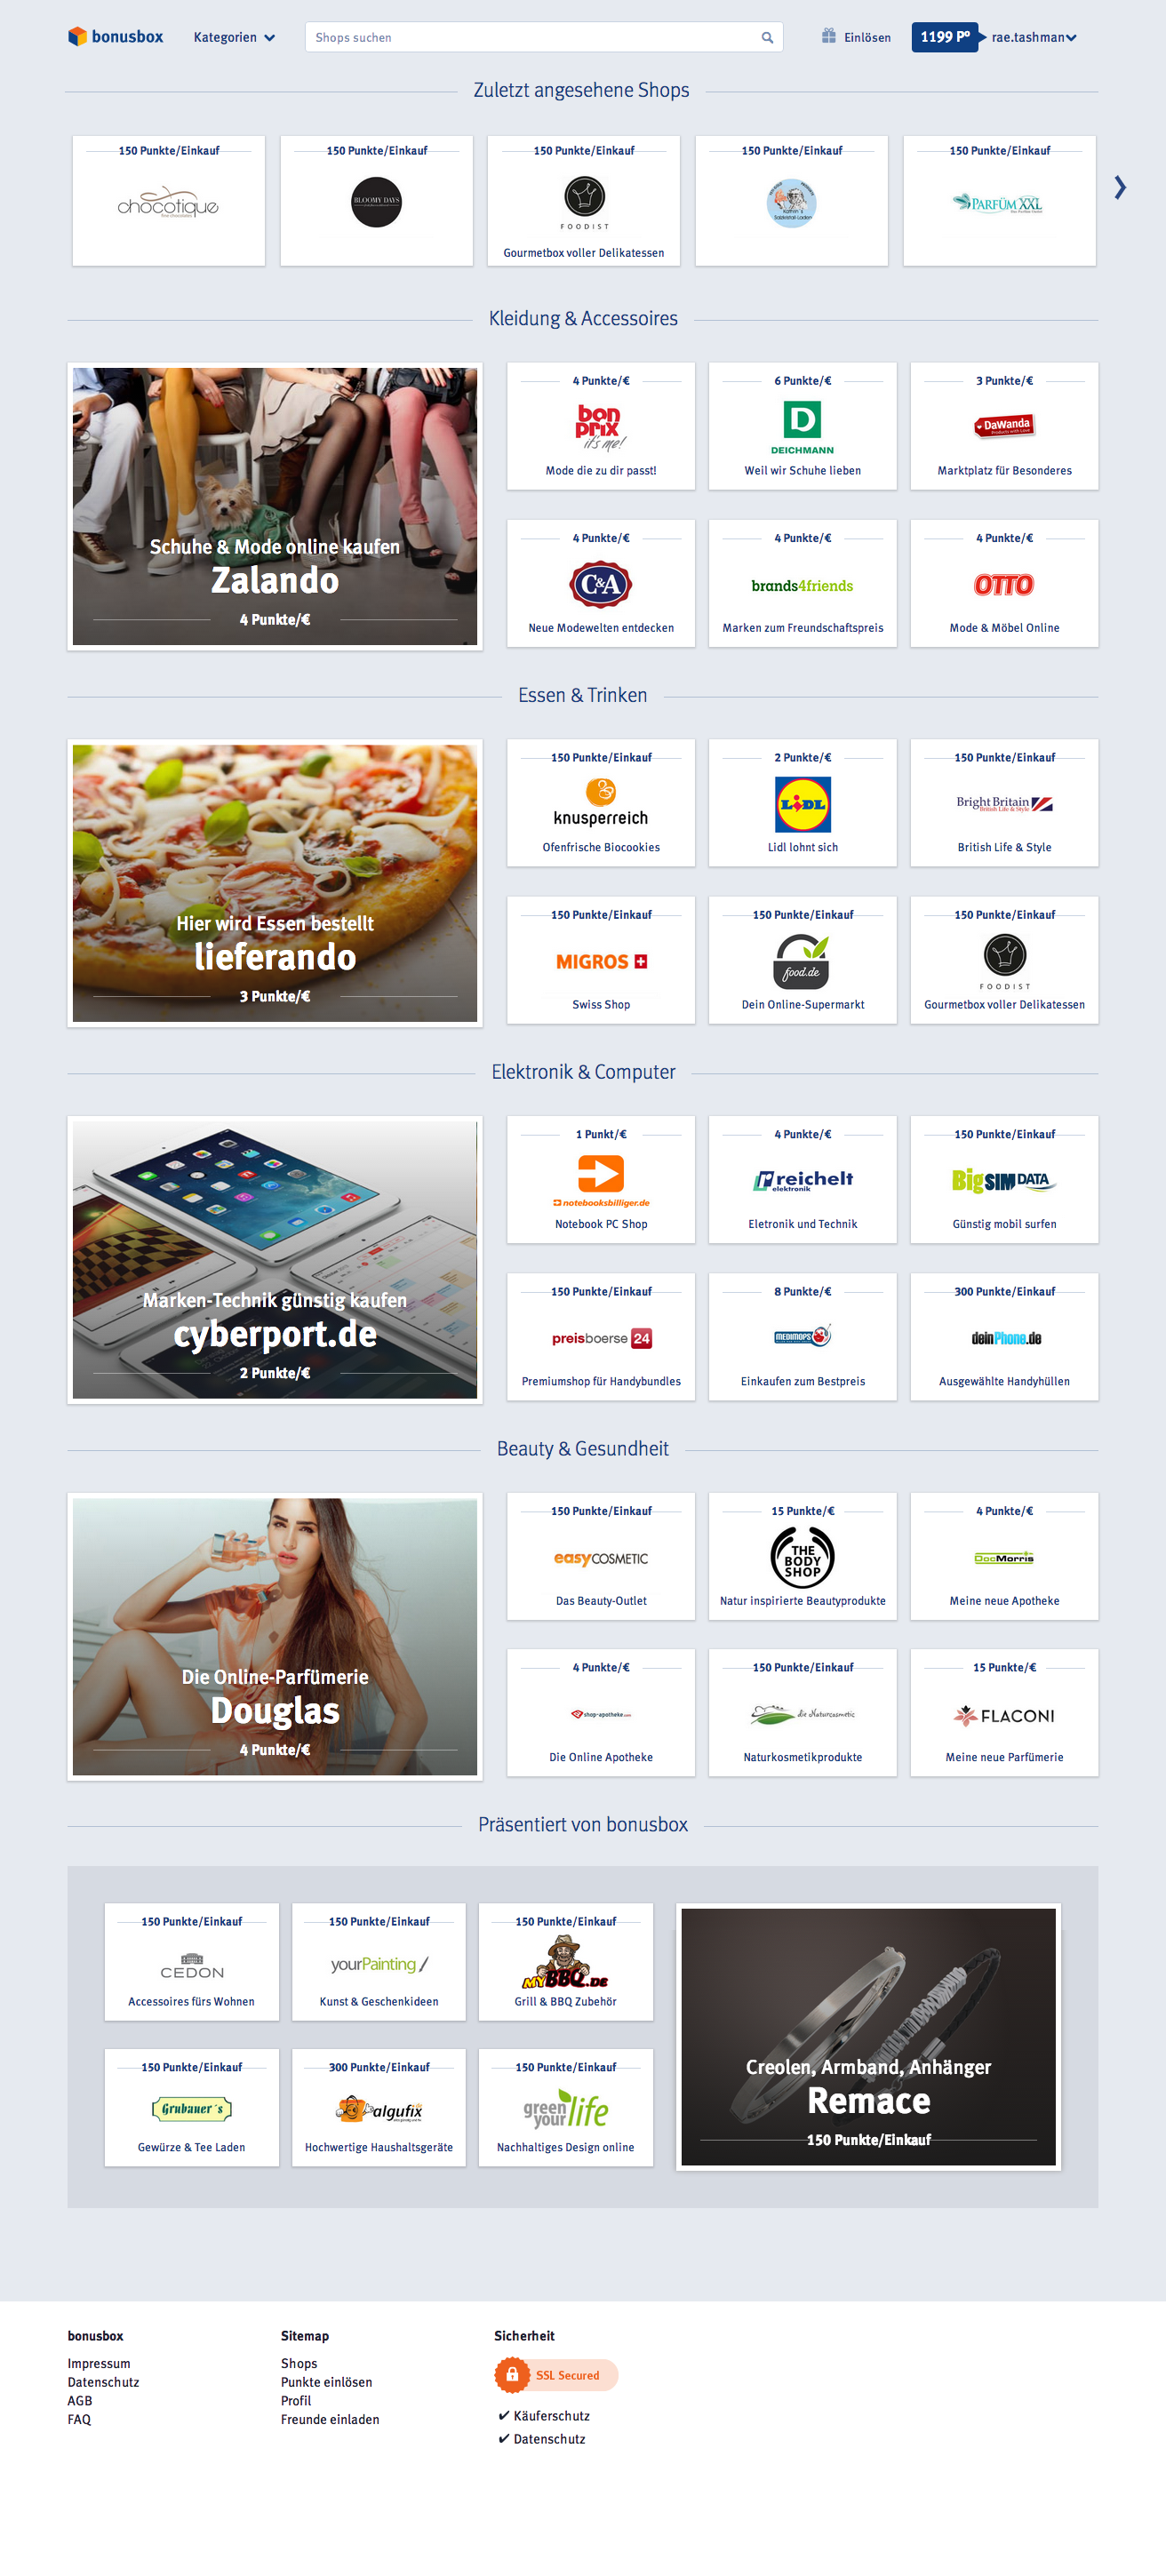 bonusbox
Kategorien
Shops suchen
Einlösen
1199 P°
rae.tashman
Zuletzt angesehene Shops
150 Punkte/Einkauf
150 Punkte/Einkauf
150 Punkte/Einkauf
150 Punkte/Einkauf
150 Punkte/Einkauf
chocotique
BLOOMY DAYS
FOODIST
PARFÜM XXL
Gourmetbox voller Delikatessen
Kleidung & Accessoires
Schuhe & Mode online kaufen
Zalando
4 Punkte/€
4 Punkte/€
6 Punkte/€
3 Punkte/€
bon
prix
it's me!
D
DEICHMANN
DaWanda
Products with Love
Mode die zu dir passt!
Weil wir Schuhe lieben
Marktplatz für Besonderes
4 Punkte/€
4 Punkte/€
4 Punkte/€
C&A
brands4friends
OTTO
Neue Modewelten entdecken
Marken zum Freundschaftspreis
Mode & Möbel Online
Essen & Trinken
Hier wird Essen bestellt
lieferando
3 Punkte/€
150 Punkte/Einkauf
2 Punkte/€
150 Punkte/Einkauf
knusperreich
LIDL
Bright Britain
British Life & Style
Ofenfrische Biocookies
Lidl lohnt sich
British Life & Style
150 Punkte/Einkauf
150 Punkte/Einkauf
150 Punkte/Einkauf
MIGROS
food.de
FOODIST
Swiss Shop
Dein Online-Supermarkt
Gourmetbox voller Delikatessen
Elektronik & Computer
Marken-Technik günstig kaufen
cyberport.de
2 Punkte/€
1 Punkt/€
4 Punkte/€
150 Punkte/Einkauf
notebooksbilliger.de
reichelt
elektronik
BigSIMDATA
Notebook PC Shop
Eletronik und Technik
Günstig mobil surfen
150 Punkte/Einkauf
8 Punkte/€
300 Punkte/Einkauf
preisboerse 24
MEDIMOPS
deinPhone.de
Premiumshop für Handybundles
Einkaufen zum Bestpreis
Ausgewählte Handyhüllen
Beauty & Gesundheit
Die Online-Parfümerie
Douglas
4 Punkte/€
150 Punkte/Einkauf
15 Punkte/€
4 Punkte/€
easyCOSMETIC
THE
BODY
SHOP
DocMorris
Das Beauty-Outlet
Natur inspirierte Beautyprodukte
Meine neue Apotheke
4 Punkte/€
150 Punkte/Einkauf
15 Punkte/€
shop-apotheke.com
die Naturcosmetic
FLACONI
Die Online Apotheke
Naturkosmetikprodukte
Meine neue Parfümerie
Präsentiert von bonusbox
150 Punkte/Einkauf
150 Punkte/Einkauf
150 Punkte/Einkauf
CEDON
yourPainting
MYBBQ.DE
Accessoires fürs Wohnen
Kunst & Geschenkideen
Grill & BBQ Zubehör
150 Punkte/Einkauf
300 Punkte/Einkauf
150 Punkte/Einkauf
Grubauer's
algufix
green
your life
Gewürze & Tee Laden
Hochwertige Haushaltsgeräte
Nachhaltiges Design online
Creolen, Armband, Anhänger
Remace
150 Punkte/Einkauf
bonusbox
Impressum
Datenschutz
AGB
FAQ
Sitemap
Shops
Punkte einlösen
Profil
Freunde einladen
Sicherheit
SSL Secured
✔ Käuferschutz
✔ Datenschutz